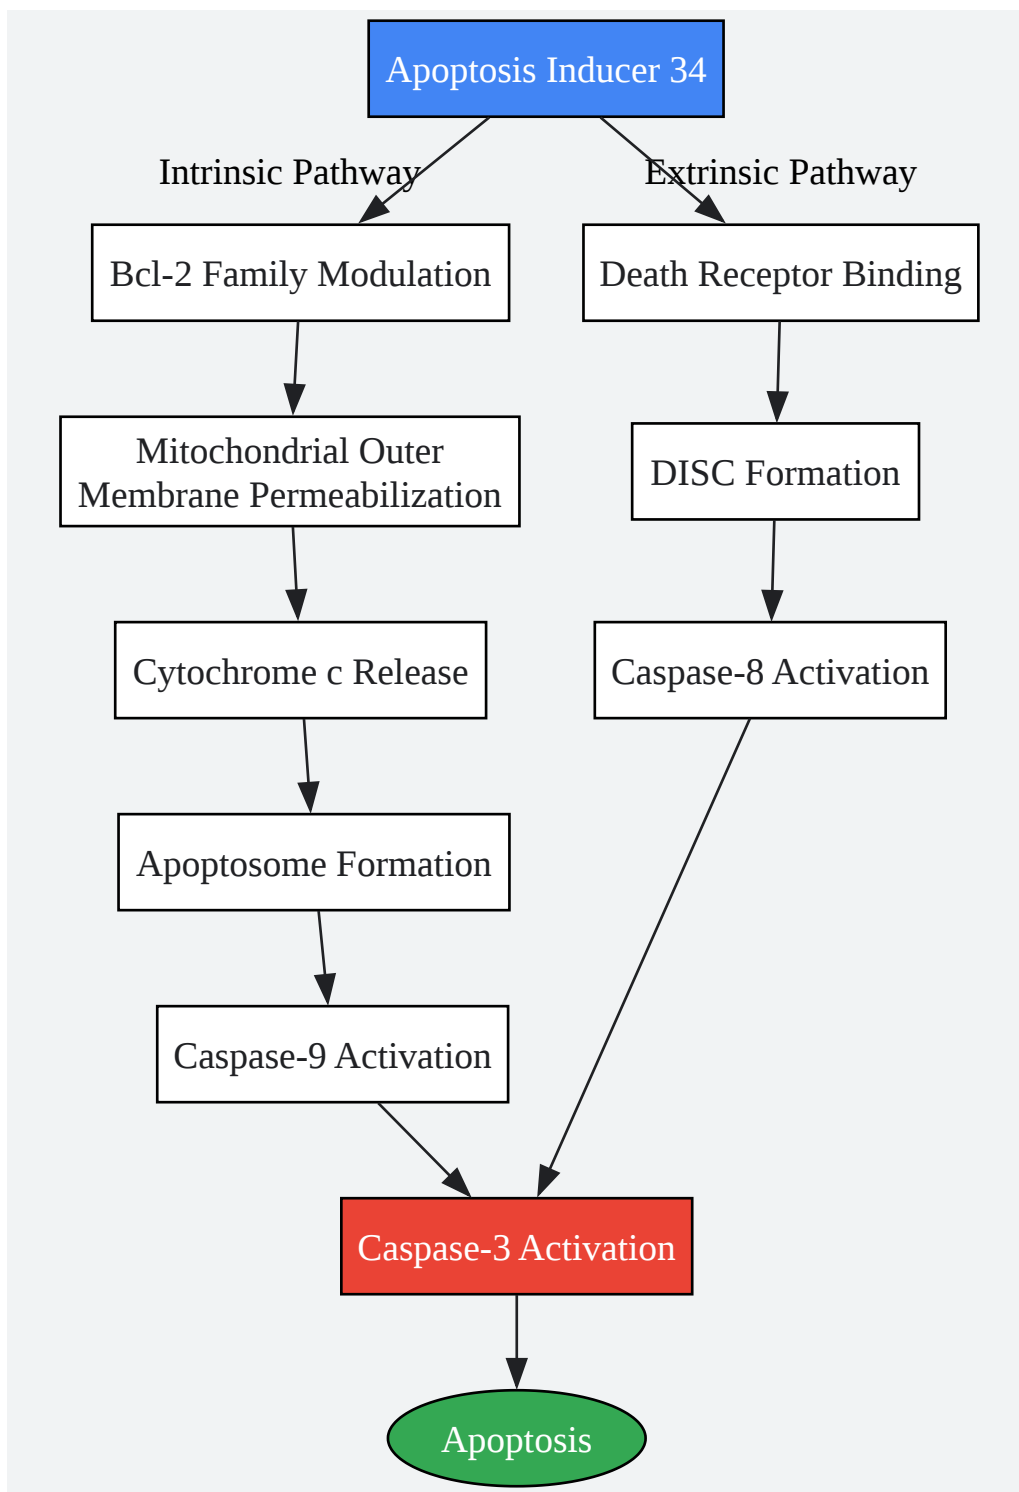 Apoptosis Inducer 34
Intrinsic Pathway
Extrinsic Pathway
Bcl-2 Family Modulation
Death Receptor Binding
Mitochondrial Outer
Membrane Permeabilization
DISC Formation
Cytochrome c Release
Caspase-8 Activation
Apoptosome Formation
Caspase-9 Activation
Caspase-3 Activation
Apoptosis